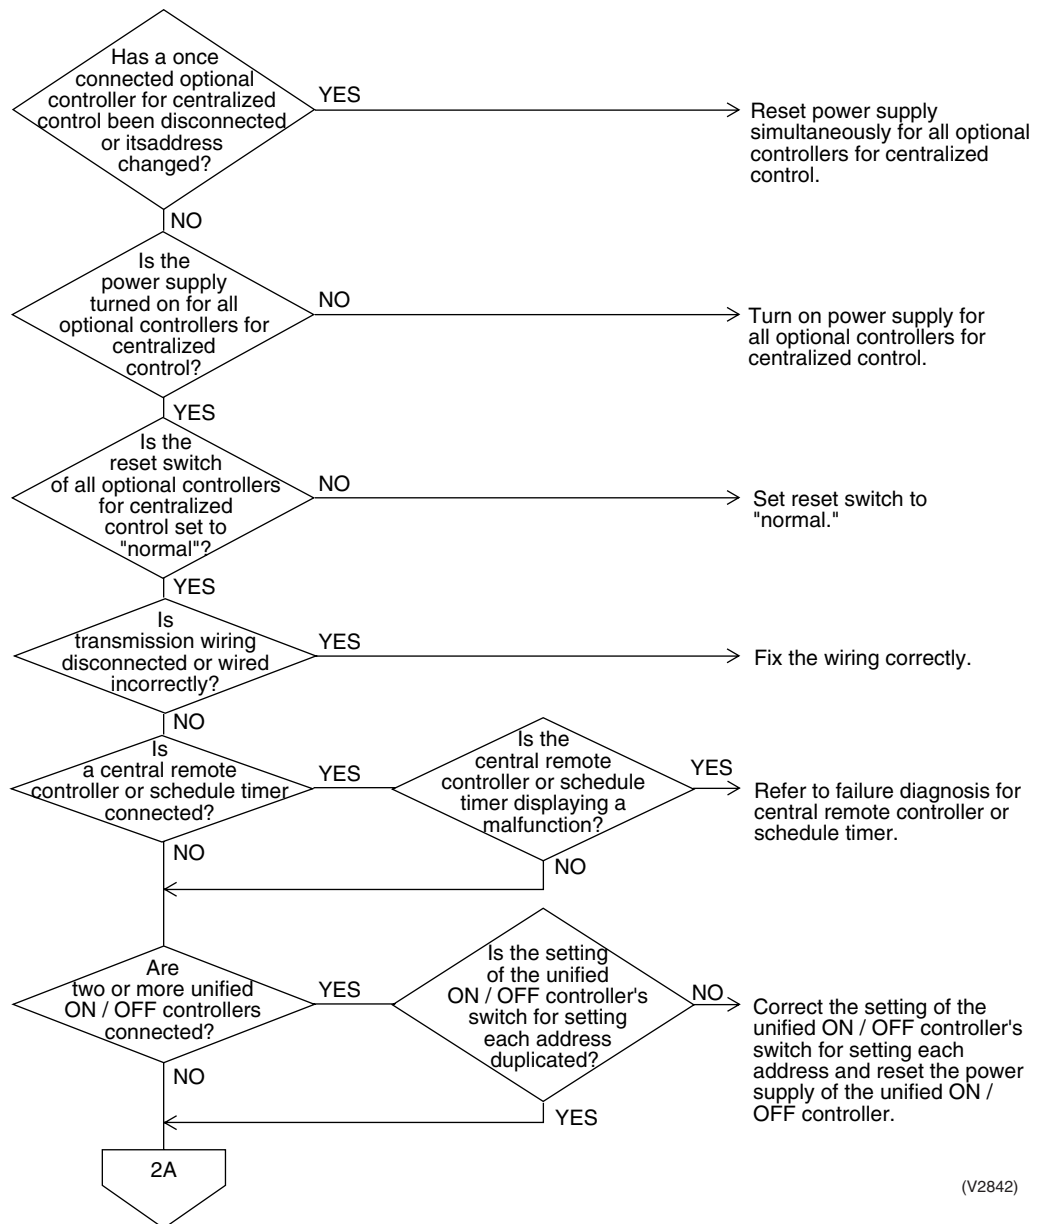 Has a once
connected optional
controller for centralized
control been disconnected
or itsaddress
changed?
YES
Reset power supply
simultaneously for all optional
controllers for centralized
control.
NO
Is the
power supply
turned on for all
optional controllers for
centralized
control?
NO
Turn on power supply for
all optional controllers for
centralized control.
YES
Is the
reset switch
of all optional controllers
for centralized
control set to
"normal"?
NO
Set reset switch to
"normal."
YES
Is
transmission wiring
disconnected or wired
incorrectly?
YES
Fix the wiring correctly.
NO
Is
a central remote
controller or schedule timer
connected?
YES
Is the
central remote
controller or schedule
timer displaying a
malfunction?
YES
Refer to failure diagnosis for
central remote controller or
schedule timer.
NO
NO
Are
two or more unified
ON / OFF controllers
connected?
YES
Is the setting
of the unified
ON / OFF controller's
switch for setting
each address
duplicated?
NO
Correct the setting of the
unified ON / OFF controller's
switch for setting each
address and reset the power
supply of the unified ON /
OFF controller.
NO
YES
2A
(V2842)